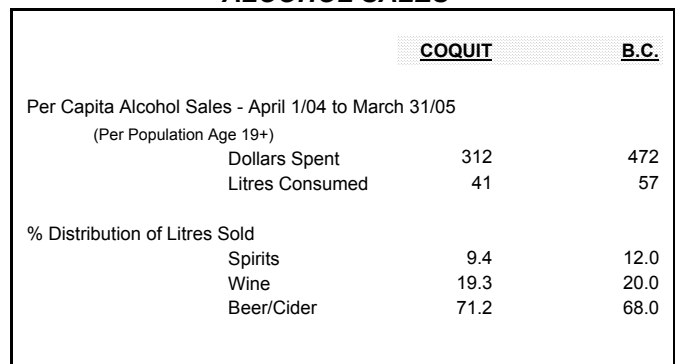 ALCOHOL SALES
COQUIT B.C.
Per Capita Alcohol Sales - April 1/04 to March 31/05
(Per Population Age 19+)
Dollars Spent 312 472
Litres Consumed 41 57
% Distribution of Litres Sold
Spirits 9.4 12.0
Wine 19.3 20.0
Beer/Cider 71.2 68.0